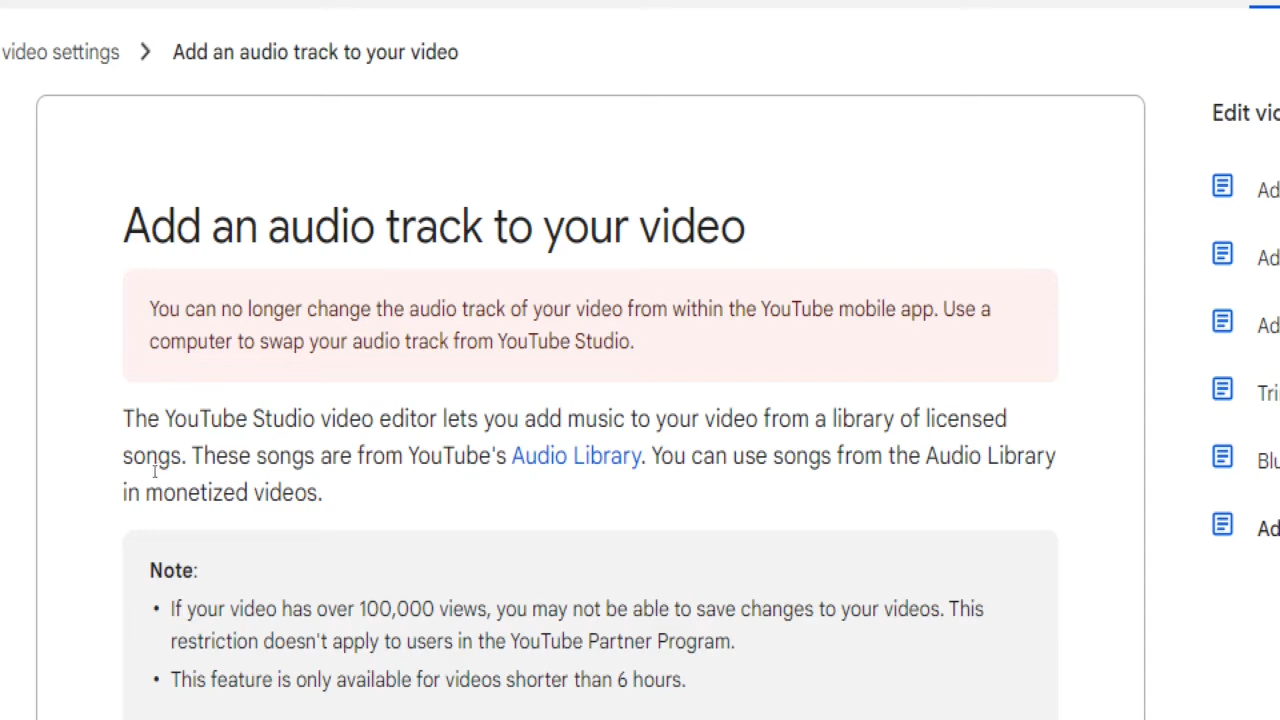 video settings > Add an audio track to your video
Edit
Add an audio track to your video
You can no longer change the audio track of your video from within the YouTube mobile app. Use a
computer to swap your audio track from YouTube Studio.
The YouTube Studio video editor lets you add music to your video from a library of licensed
songs. These songs are from YouTube's Audio Library. You can use songs from the Audio Library
in monetized videos.
Note:
• If your video has over 100,000 views, you may not be able to save changes to your videos. This
restriction doesn't apply to users in the YouTube Partner Program.
• This feature is only available for videos shorter than 6 hours.